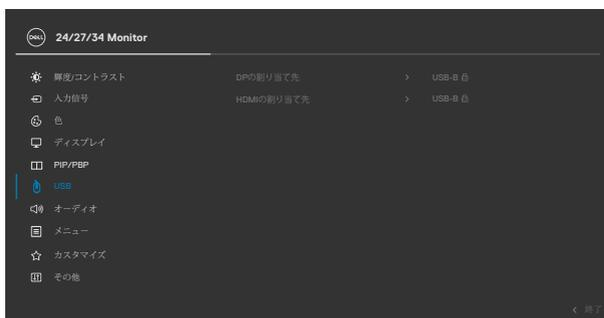 DELL 24/27/34 Monitor
輝度/コントラスト
入力信号
色
ディスプレイ
PIP/PBP
USB
オーディオ
メニュー
カスタマイズ
その他
DPの割り当て先 > USB-B
HDMIの割り当て先 > USB-B
< 終了